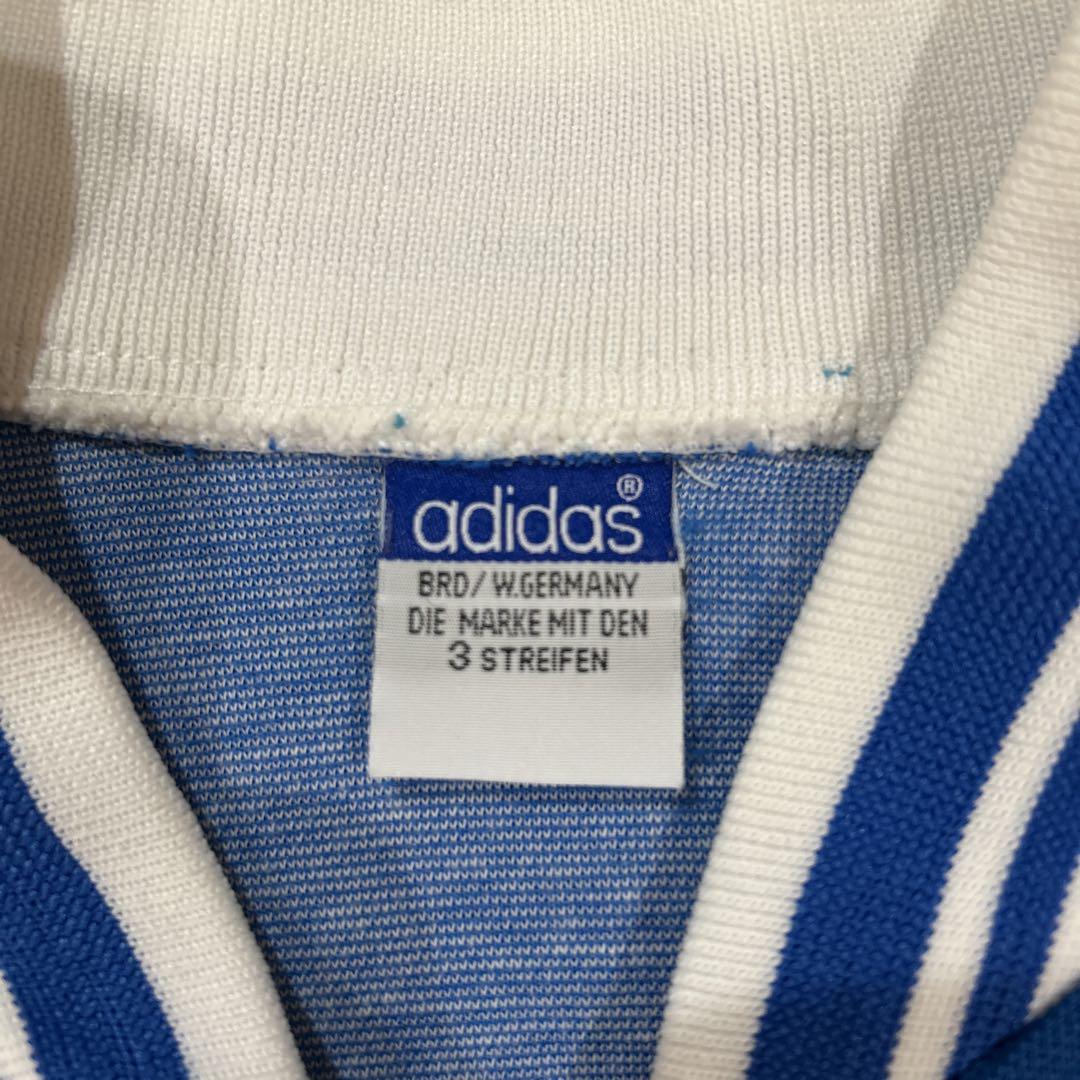 adidas®
BRD/W.GERMANY
DIE MARKE MIT DEN
3 STREIFEN